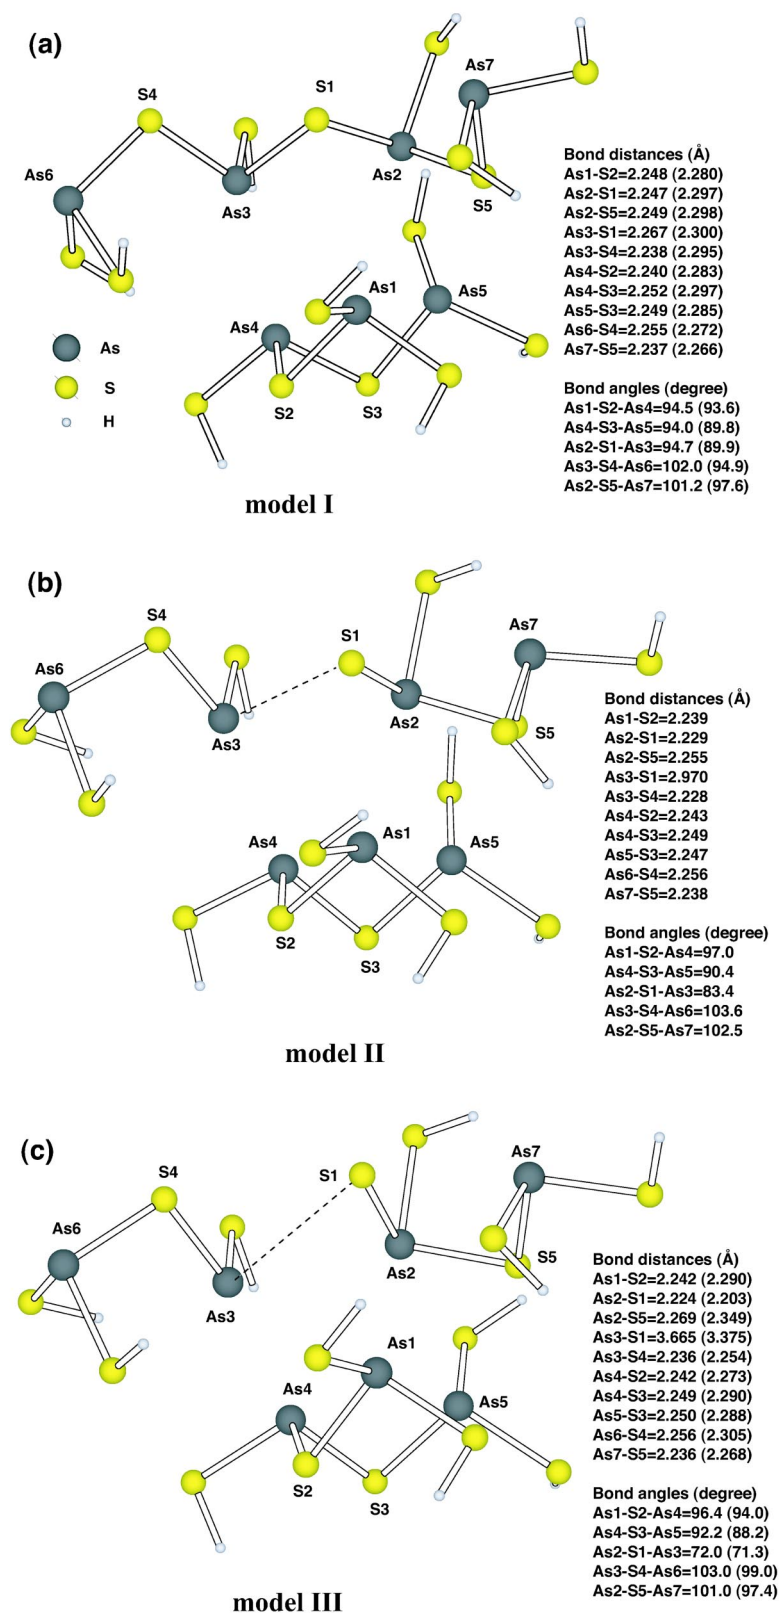 (a)
S4
S1
As7
As6
As3
As2
S5
As1
As5
As4
S2
S3
As
S
H
Bond distances (Å)
As1-S2=2.248 (2.280)
As2-S1=2.247 (2.297)
As2-S5=2.249 (2.298)
As3-S1=2.267 (2.300)
As3-S4=2.238 (2.295)
As4-S2=2.240 (2.283)
As4-S3=2.252 (2.297)
As5-S3=2.249 (2.285)
As6-S4=2.255 (2.272)
As7-S5=2.237 (2.266)
Bond angles (degree)
As1-S2-As4=94.5 (93.6)
As4-S3-As5=94.0 (89.8)
As2-S1-As3=94.7 (89.9)
As3-S4-As6=102.0 (94.9)
As2-S5-As7=101.2 (97.6)
model I
(b)
S4
S1
As7
As6
As3
As2
S5
As4
As1
As5
S2
S3
Bond distances (Å)
As1-S2=2.239
As2-S1=2.229
As2-S5=2.255
As3-S1=2.970
As3-S4=2.228
As4-S2=2.243
As4-S3=2.249
As5-S3=2.247
As6-S4=2.256
As7-S5=2.238
Bond angles (degree)
As1-S2-As4=97.0
As4-S3-As5=90.4
As2-S1-As3=83.4
As3-S4-As6=103.6
As2-S5-As7=102.5
model II
(c)
S4
S1
As7
As6
As3
As2
S5
As1
As4
As5
S2
S3
Bond distances (Å)
As1-S2=2.242 (2.290)
As2-S1=2.224 (2.203)
As2-S5=2.269 (2.349)
As3-S1=3.665 (3.375)
As3-S4=2.236 (2.254)
As4-S2=2.242 (2.273)
As4-S3=2.249 (2.290)
As5-S3=2.250 (2.288)
As6-S4=2.256 (2.305)
As7-S5=2.236 (2.268)
Bond angles (degree)
As1-S2-As4=96.4 (94.0)
As4-S3-As5=92.2 (88.2)
As2-S1-As3=72.0 (71.3)
As3-S4-As6=103.0 (99.0)
As2-S5-As7=101.0 (97.4)
model III